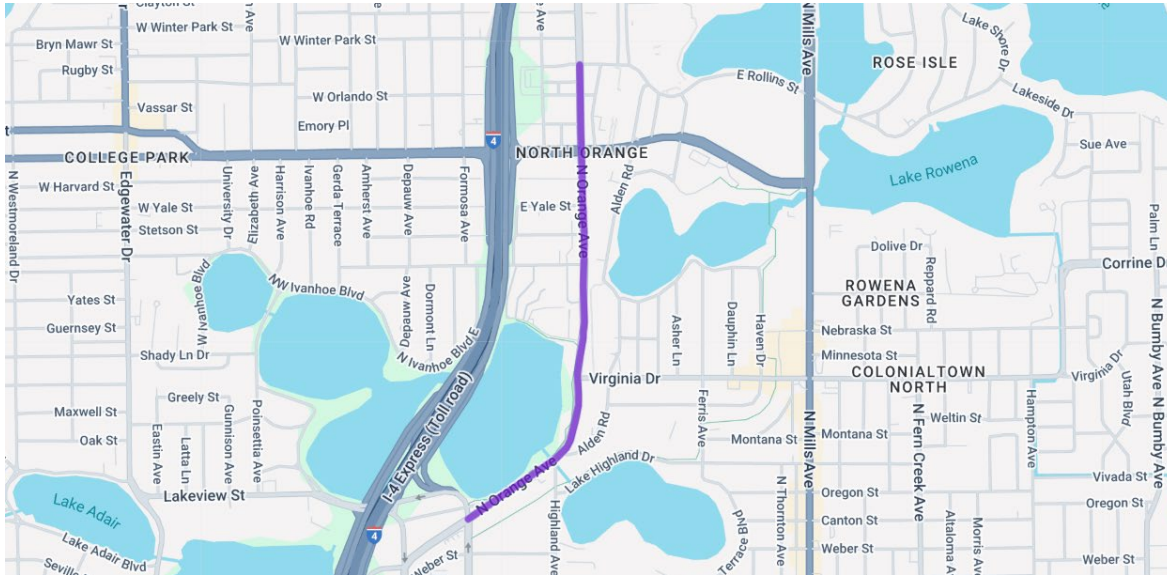 Clayton St
W Winter Park St
Bryn Mawr St
W Winter Park St
Rugby St
W Orlando St
Vassar St
Emory Pl
COLLEGE PARK
4
NORTH ORANGE
E Rollins St
ROSE ISLE
Lake Shore Dr
Lakeside Dr
N Mills Ave
Sue Ave
Lake Rowena
N Westmoreland Dr
W Harvard St
Edgewater Dr
W Yale St
Stetson St
University Dr
Elizabeth Ave
Harrison Ave
Ivanhoe Rd
Gerda Terrace
Amherst Ave
Depauw Ave
Formosa Ave
E Yale St
N Orange Ave
Alden Rd
Dolive Dr
Reppard Rd
Palm Ln
Corrine Dr
ROWENA
GARDENS
W Ivanhoe Blvd
NW Ivanhoe Blvd
Yates St
Guernsey St
Shady Ln Dr
Depauw Ave
Dormont Ln
N Ivanhoe Blvd E
Asher Ln
Dauphin Ln
Haven Dr
Nebraska St
Minnesota St
Virginia Dr
COLONIALTOWN
NORTH
Virginia Dr
Utah Blvd
N Bumby Ave
N Bumby Ave
Greely St
Maxwell St
Oak St
Eastin Ave
Latta Ln
Gunnison Ave
Poinsettia Ave
Lakeview St
I-4 Express (Toll road)
Alden Rd
Ferris Ave
Montana St
N Mills Ave
Montana St
N Fern Creek Ave
Weltin St
Hampton Ave
Lake Highland Dr
N Orange Ave
Vivada St
Oregon St
Oregon St
Canton St
Weber St
Altaloma Ave
Morris Ave
Weber St
N Thornton Ave
Terrace Blvd
Highland Ave
Weber St
4
Lake Adair
Lake Adair Blvd